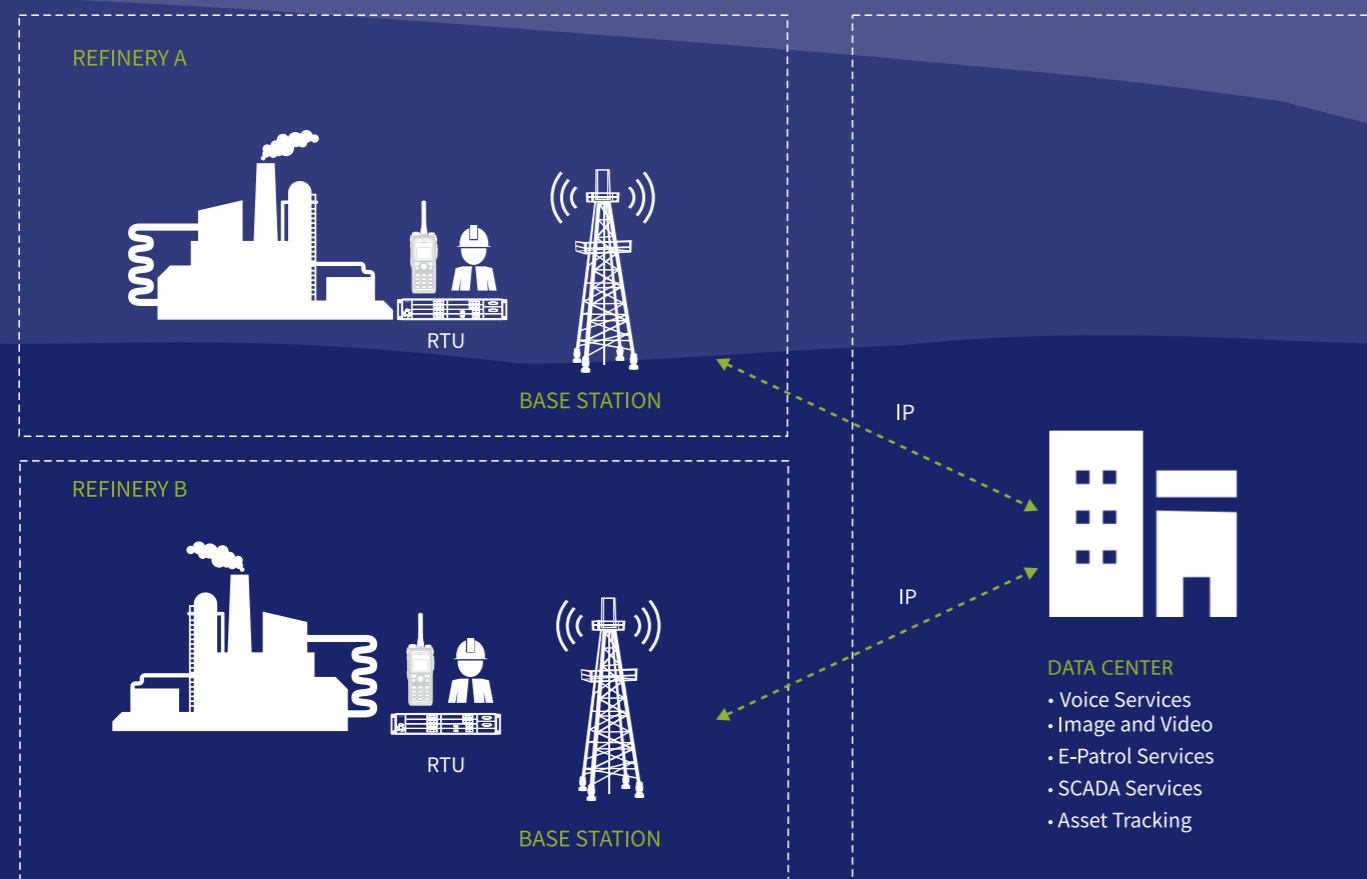 REFINERY A
RTU
BASE STATION
IP
REFINERY B
RTU
BASE STATION
IP
DATA CENTER
• Voice Services
• Image and Video
• E-Patrol Services
• SCADA Services
• Asset Tracking